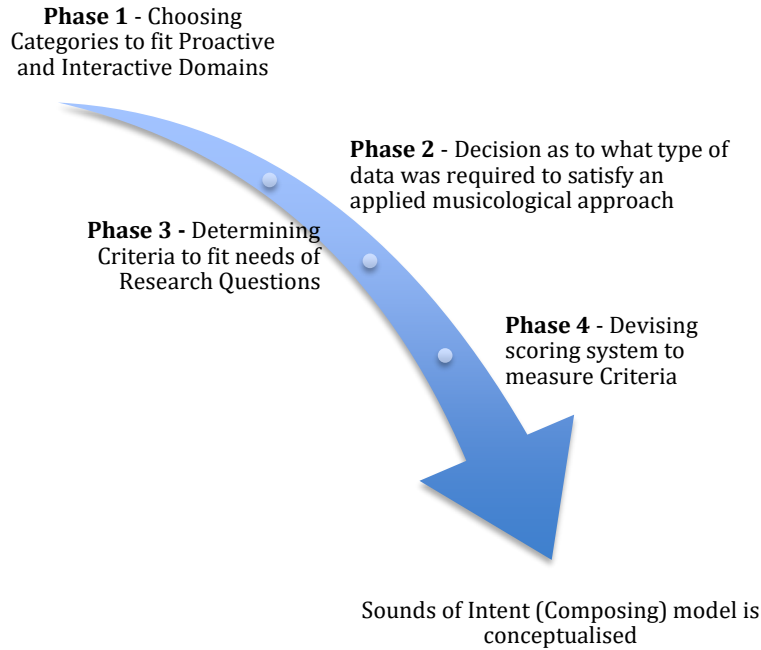 Phase 1 - Choosing
Categories to fit Proactive
and Interactive Domains
Phase 2 - Decision as to what type of
data was required to satisfy an
applied musicological approach
Phase 3 - Determining
Criteria to fit needs of
Research Questions
Phase 4 - Devising
scoring system to
measure Criteria
Sounds of Intent (Composing) model is
conceptualised